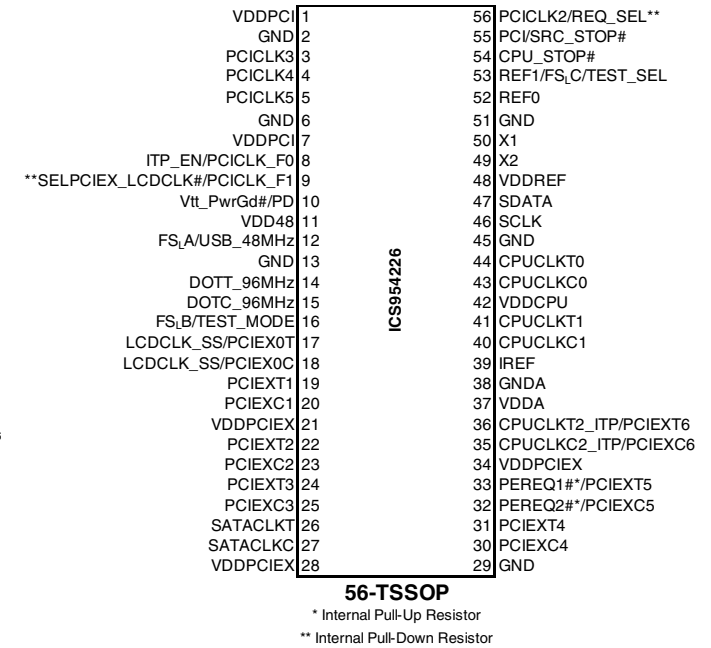 VDDPCI 1 56 PCICLK2/REQ_SEL**
GND 2 55 PCI/SRC_STOP#
PCICLK3 3 54 CPU_STOP#
PCICLK4 4 53 REF1/FSLC/TEST_SEL
PCICLK5 5 52 REF0
GND 6 51 GND
VDDPCI 7 50 X1
ITP_EN/PCICLK_F0 8 49 X2
**SELPCIEX_LCDCLK#/PCICLK_F1 9 48 VDDREF
Vtt_PwrGd#/PD 10 47 SDATA
VDD48 11 46 SCLK
FSLA/USB_48MHz 12 45 GND
GND 13 44 CPUCLKT0
DOTT_96MHz 14 43 CPUCLKC0
DOTC_96MHz 15 42 VDDCPU
FSLB/TEST_MODE 16 41 CPUCLKT1
LCDCLK_SS/PCIEX0T 17 40 CPUCLKC1
LCDCLK_SS/PCIEX0C 18 39 IREF
PCIEXT1 19 38 GNDA
PCIEXC1 20 37 VDDA
VDDPCIEX 21 36 CPUCLKT2_ITP/PCIEXT6
PCIEXT2 22 35 CPUCLKC2_ITP/PCIEXC6
PCIEXC2 23 34 VDDPCIEX
PCIEXT3 24 33 PEREQ1#*/PCIEXT5
PCIEXC3 25 32 PEREQ2#*/PCIEXC5
SATACLKT 26 31 PCIEXT4
SATACLKC 27 30 PCIEXC4
VDDPCIEX 28 29 GND
ICS954226
56-TSSOP
* Internal Pull-Up Resistor
** Internal Pull-Down Resistor